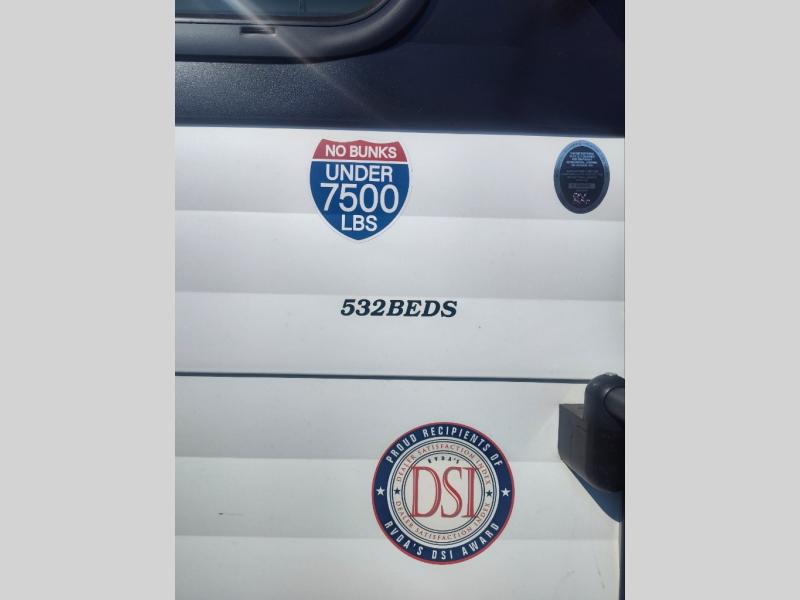 NO BUNKS
UNDER
7500
LBS
532BEDS
PROUD RECIPIENTS OF
RVDA'S DSI AWARD
DEALER SATISFACTION INDEX
RVDA'S
DSI
DEALER SATISFACTION INDEX